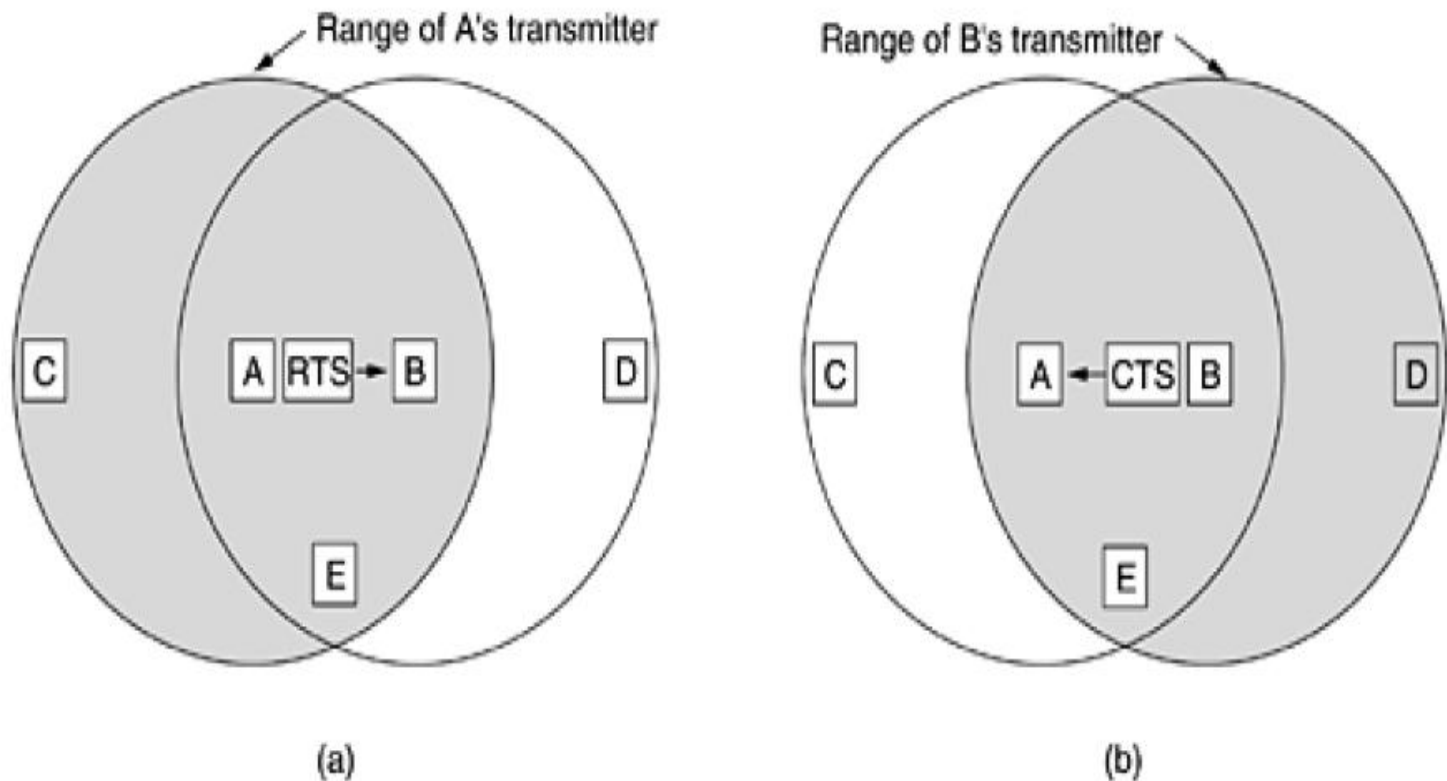 Range of A's transmitter
Range of B's transmitter
C A RTS B D
E
C A CTS B D
E
(a)
(b)